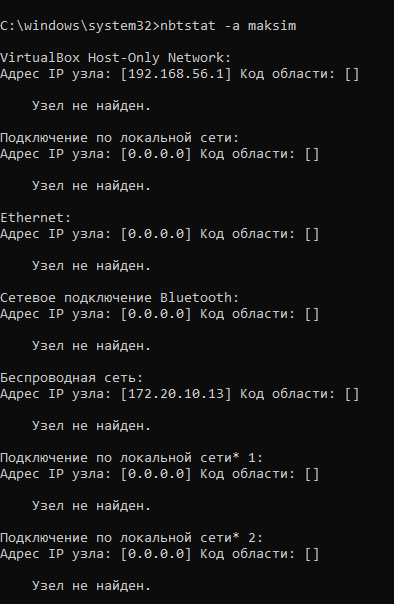 C:\windows\system32>nbtstat -a maksim
VirtualBox Host-Only Network:
Адрес IP узла: [192.168.56.1] Код области: []
Узел не найден.
Подключение по локальной сети:
Адрес IP узла: [0.0.0.0] Код области: []
Узел не найден.
Ethernet:
Адрес IP узла: [0.0.0.0] Код области: []
Узел не найден.
Сетевое подключение Bluetooth:
Адрес IP узла: [0.0.0.0] Код области: []
Узел не найден.
Беспроводная сеть:
Адрес IP узла: [172.20.10.13] Код области: []
Узел не найден.
Подключение по локальной сети* 1:
Адрес IP узла: [0.0.0.0] Код области: []
Узел не найден.
Подключение по локальной сети* 2:
Адрес IP узла: [0.0.0.0] Код области: []
Узел не найден.